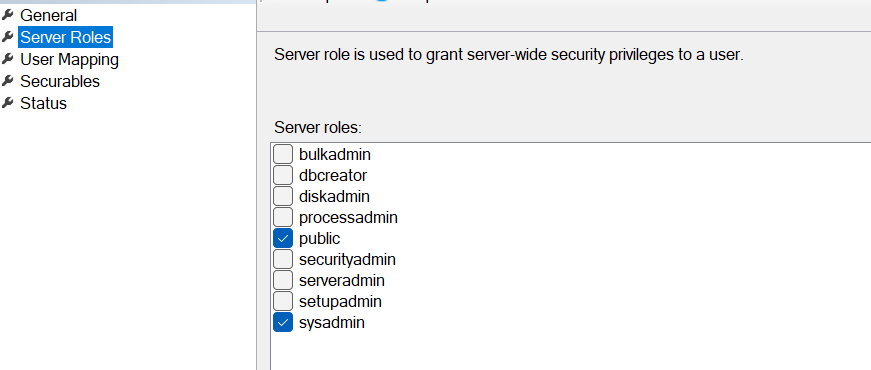 General
Server Roles
User Mapping
Securables
Status
Server role is used to grant server-wide security privileges to a user.
Server roles:
bulkadmin
dbcreator
diskadmin
processadmin
public
securityadmin
serveradmin
setupadmin
sysadmin